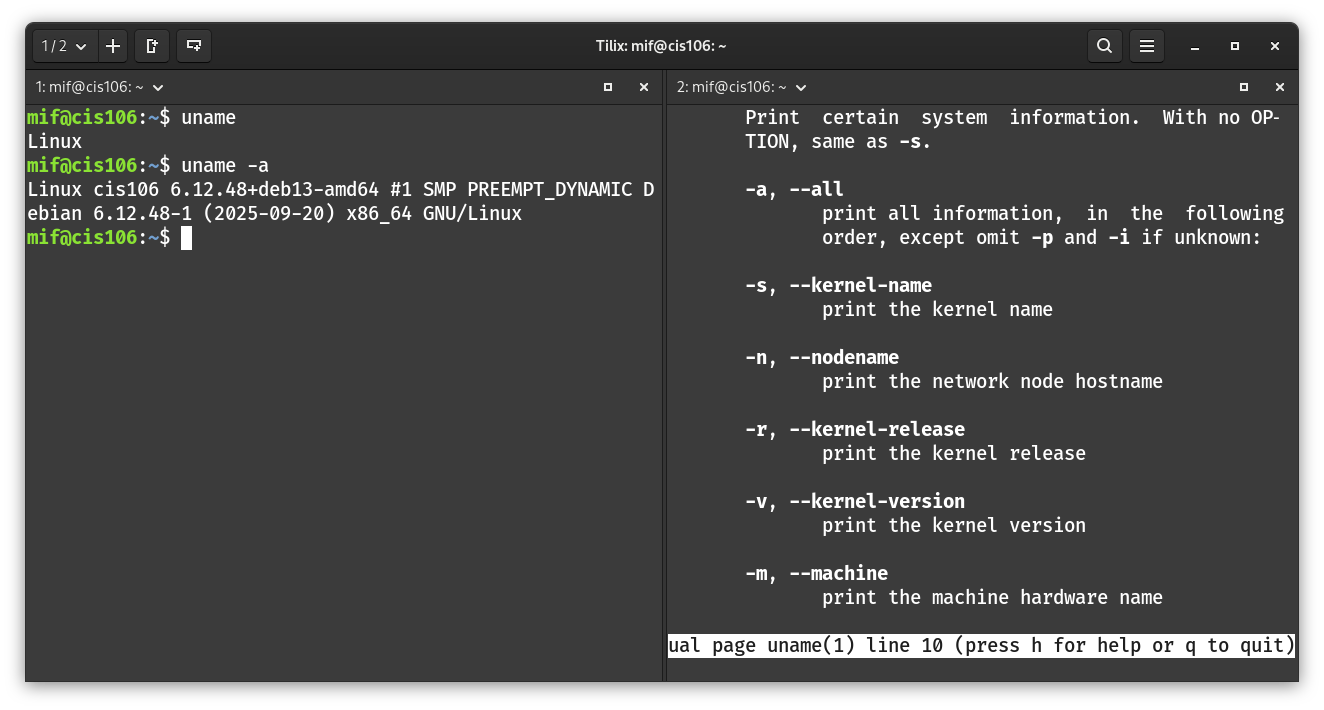 1 / 2
Tilix: mif@cis106: ~
1: mif@cis106: ~
mif@cis106:~$ uname
Linux
mif@cis106:~$ uname -a
Linux cis106 6.12.48+deb13-amd64 #1 SMP PREEMPT_DYNAMIC D
ebian 6.12.48-1 (2025-09-20) x86_64 GNU/Linux
mif@cis106:~$
2: mif@cis106: ~
Print certain system information. With no OP-
TION, same as -s.
-a, --all
print all information, in the following
order, except omit -p and -i if unknown:
-s, --kernel-name
print the kernel name
-n, --nodename
print the network node hostname
-r, --kernel-release
print the kernel release
-v, --kernel-version
print the kernel version
-m, --machine
print the machine hardware name
ual page uname(1) line 10 (press h for help or q to quit)